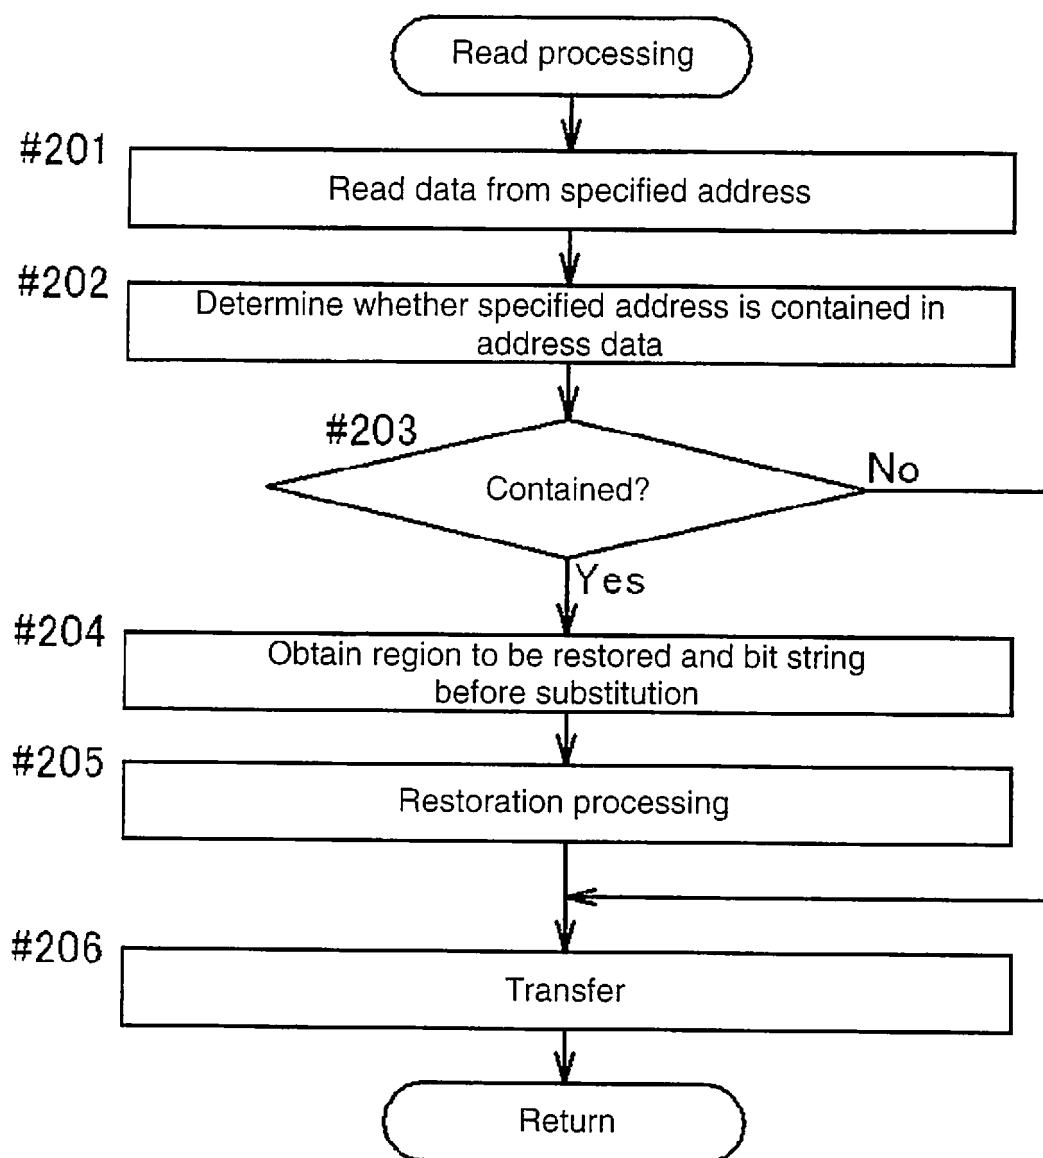 Read processing
#201
Read data from specified address
#202
Determine whether specified address is contained in
address data
#203
Contained?
No
Yes
#204
Obtain region to be restored and bit string
before substitution
#205
Restoration processing
#206
Transfer
Return